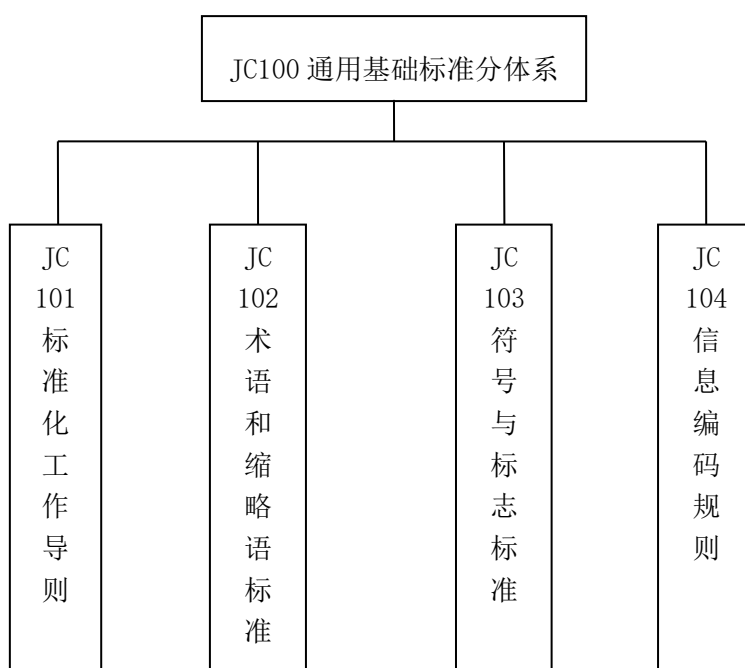 JC100 通用基础标准分体系
JC
101
标
准
化
工
作
导
则
JC
102
术
语
和
缩
略
语
标
准
JC
103
符
号
与
标
志
标
准
JC
104
信
息
编
码
规
则